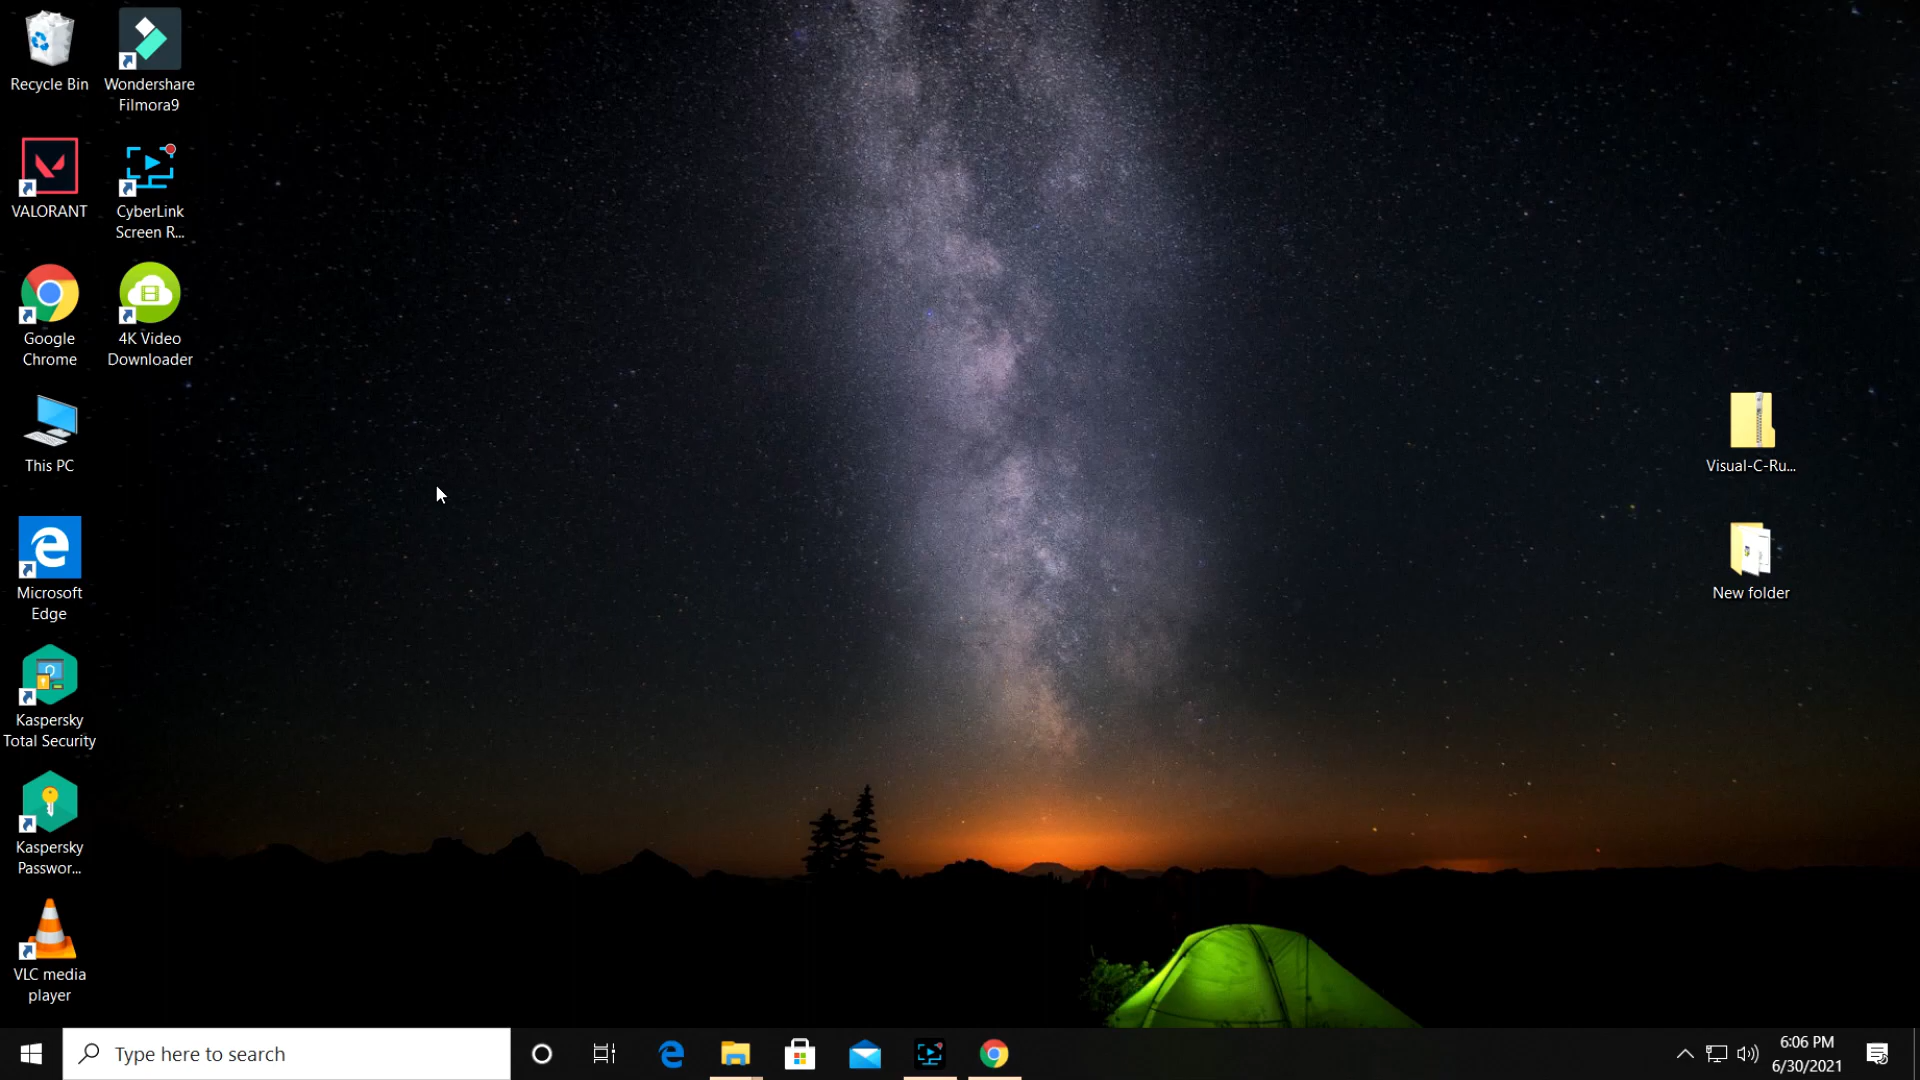 Recycle Bin
Wondershare
Filmora9
VALORANT
CyberLink
Screen R...
Google
Chrome
4K Video
Downloader
This PC
Microsoft
Edge
Kaspersky
Total Security
Kaspersky
Passwor...
VLC media
player
Visual-C-Ru...
New folder
Type here to search
6:06 PM
6/30/2021